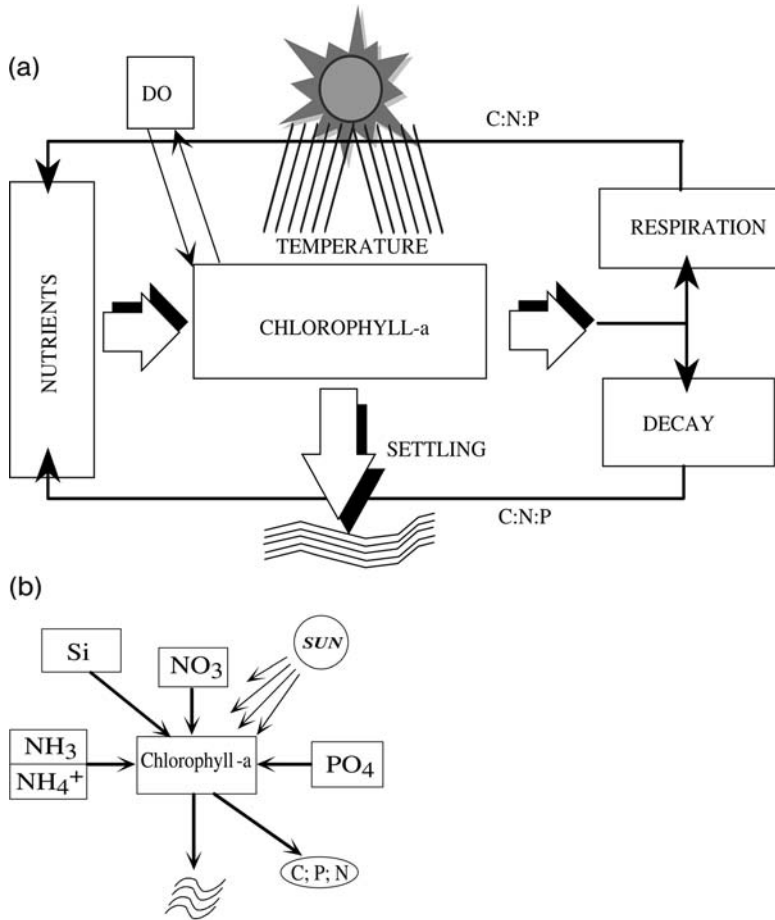 (a)
DO
C:N:P
RESPIRATION
TEMPERATURE
NUTRIENTS
CHLOROPHYLL-a
DECAY
SETTLING
C:N:P
(b)
Si
NO3
SUN
NH3
NH4+
Chlorophyll-a
PO4
C; P; N